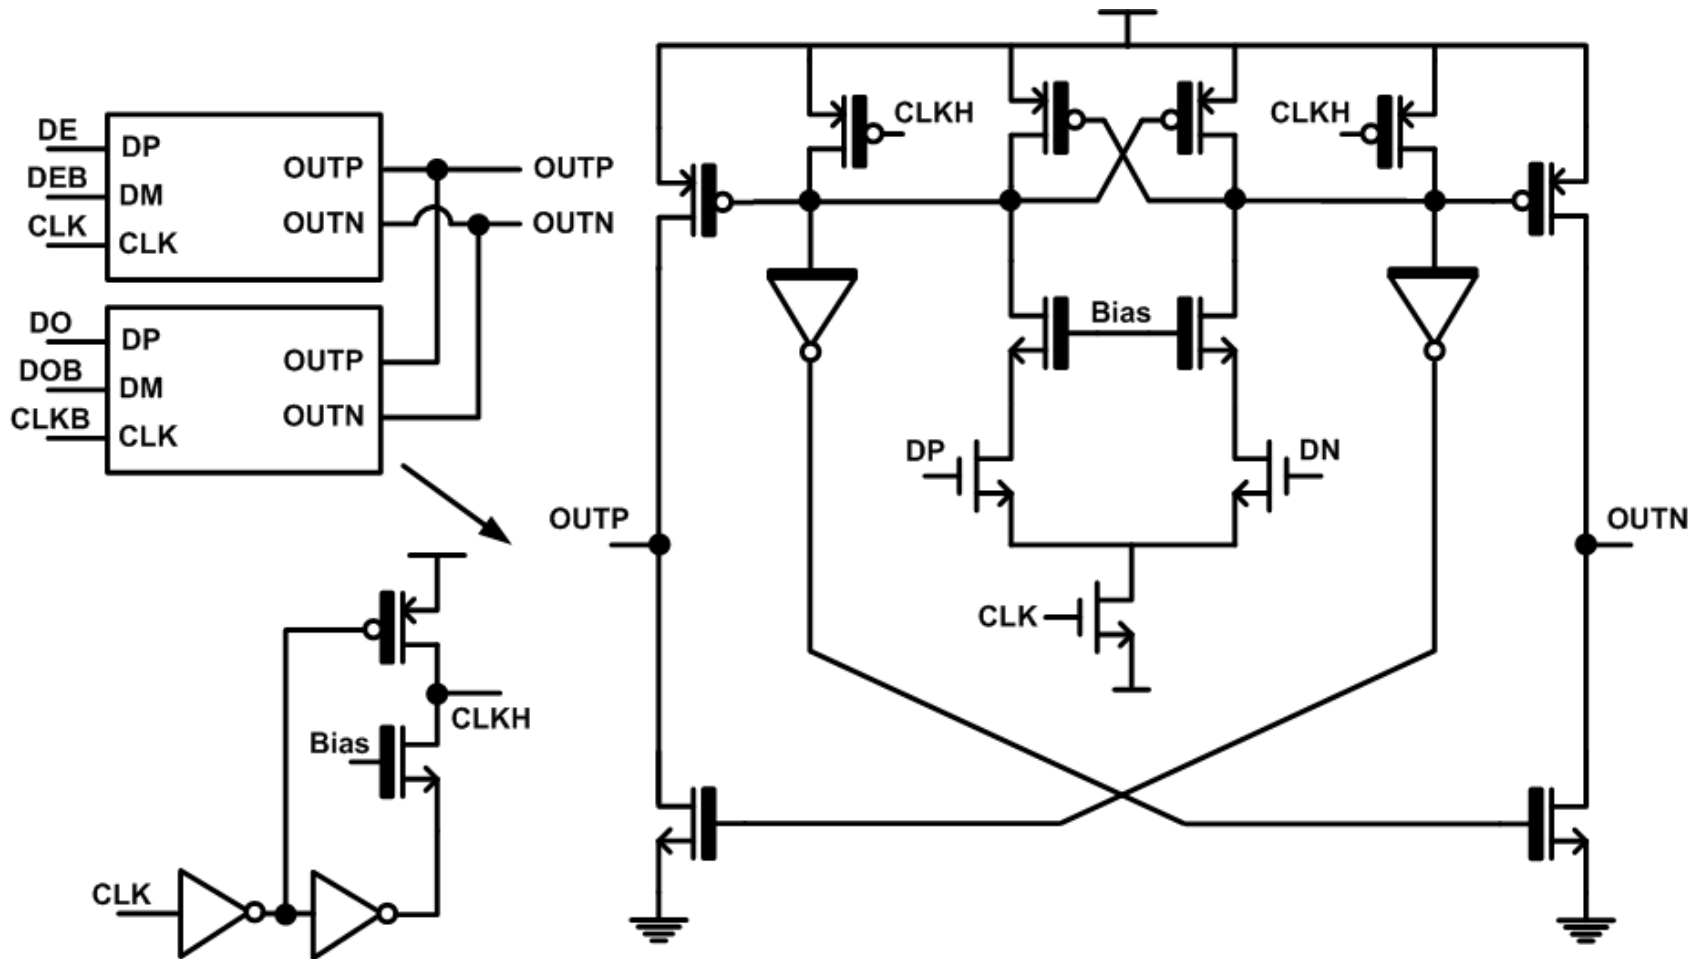 DE
DP
OUTP
OUTP
DEB
DM
OUTN
OUTN
CLK
CLK
DO
DP
OUTP
DOB
DM
OUTN
CLKB
CLK
CLKH
Bias
CLK
CLKH
CLKH
Bias
DP
DN
OUTP
OUTN
CLK